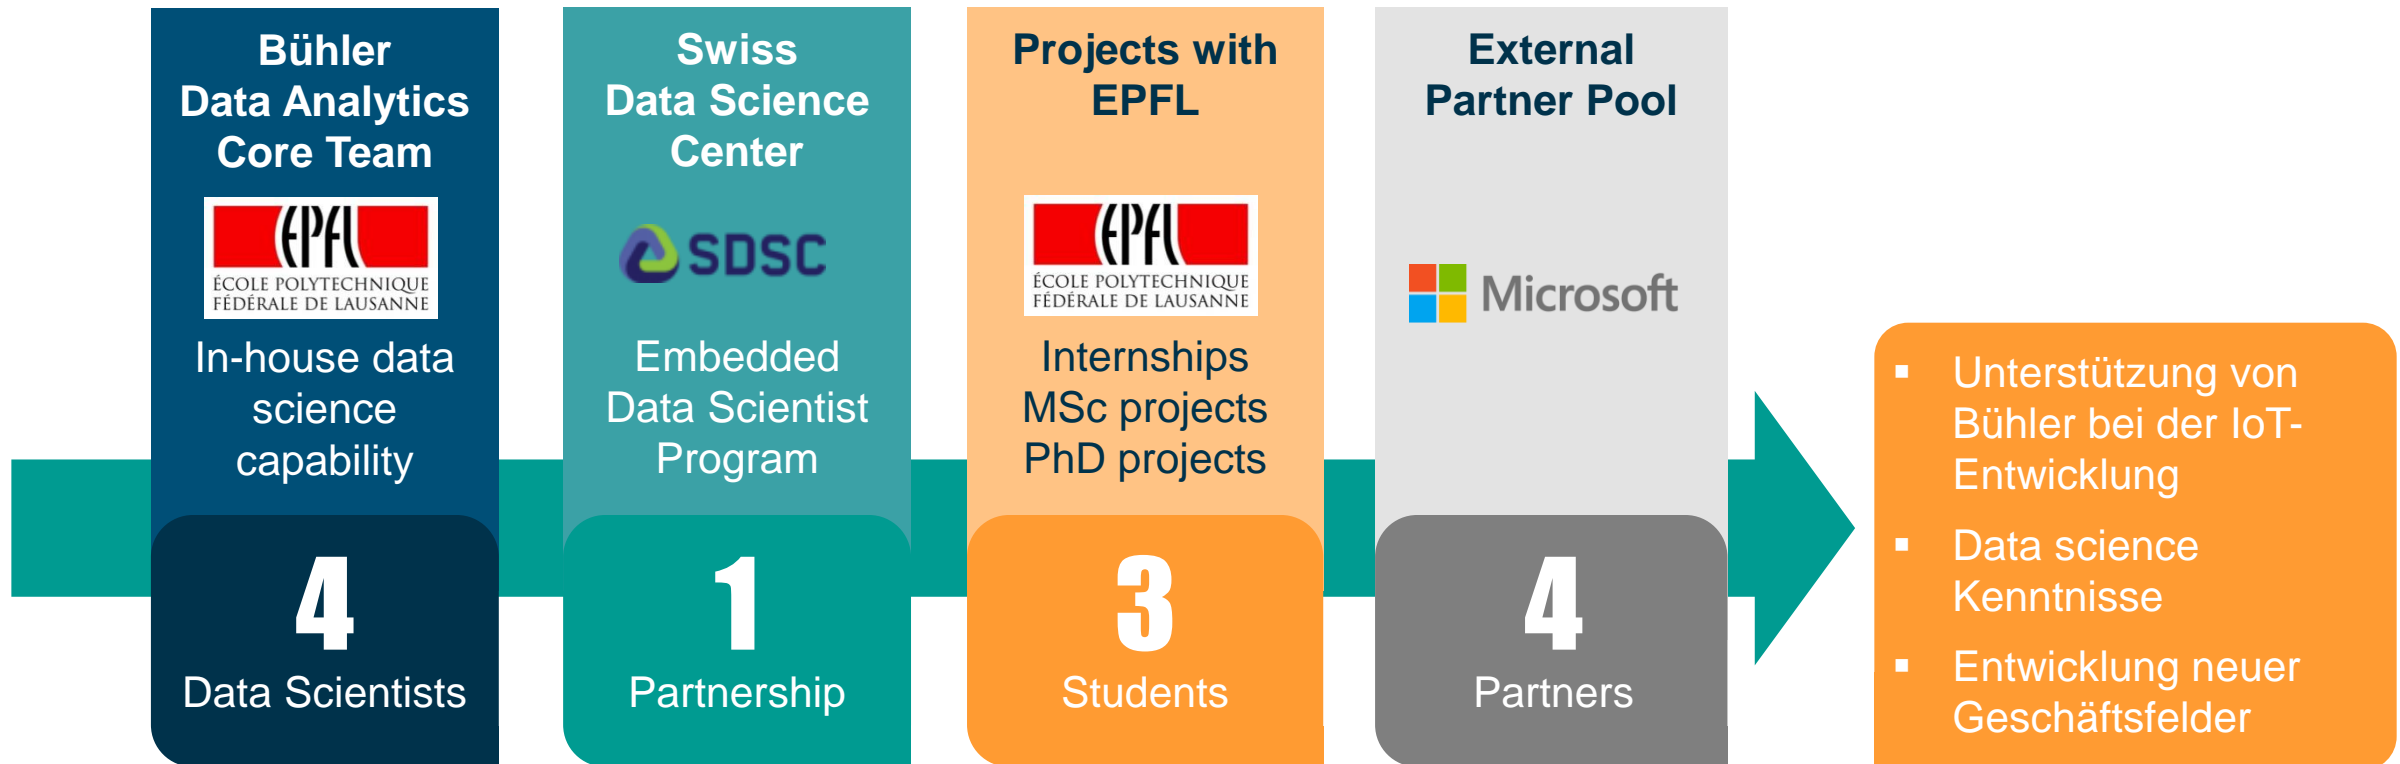 Bühler
Data Analytics
Core Team
EPFL
ÉCOLE POLYTECHNIQUE
FÉDÉRALE DE LAUSANNE
In-house data
science
capability
4
Data Scientists
Swiss
Data Science
Center
SDSC
Embedded
Data Scientist
Program
1
Partnership
Projects with
EPFL
EPFL
ÉCOLE POLYTECHNIQUE
FÉDÉRALE DE LAUSANNE
Internships
MSc projects
PhD projects
3
Students
External
Partner Pool
Microsoft
4
Partners
▪ Unterstützung von
Bühler bei der IoT-
Entwicklung
▪ Data science
Kenntnisse
▪ Entwicklung neuer
Geschäftsfelder